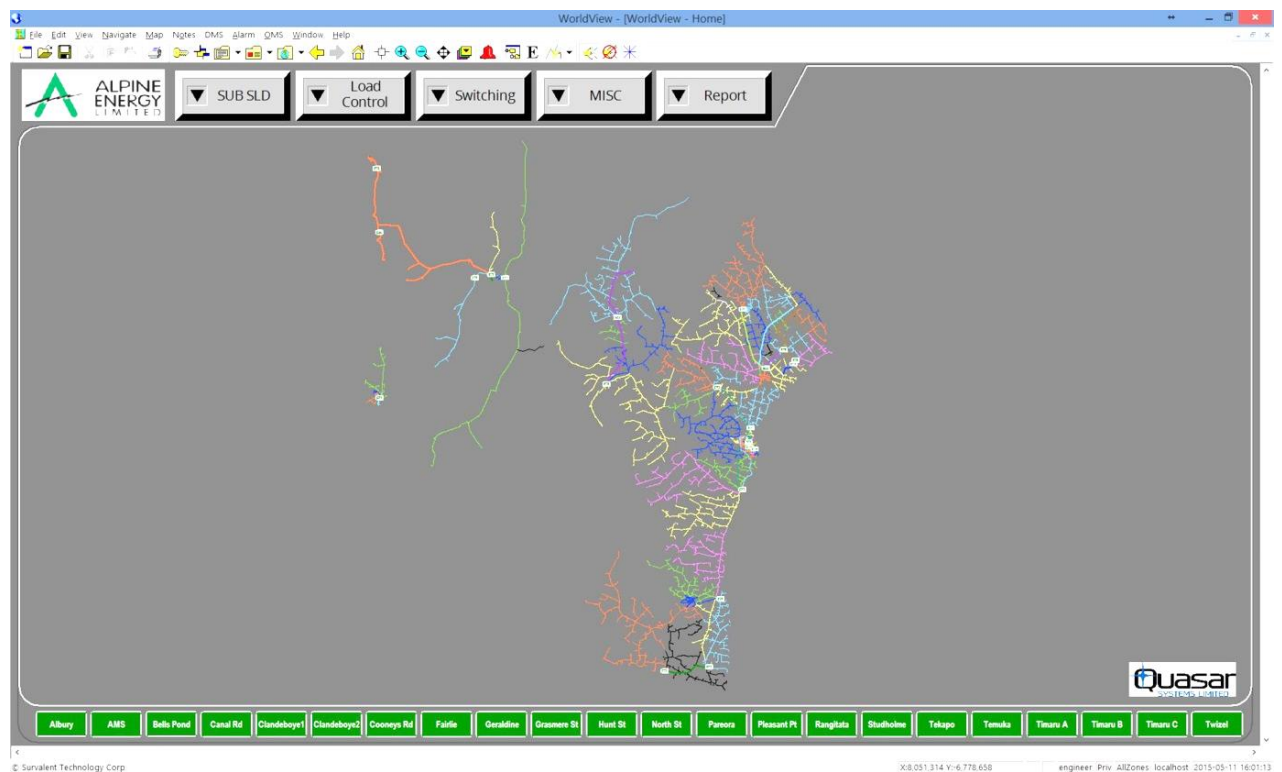 WorldView - [WorldView - Home]
File Edit View Navigate Map Notes DMS Alarm OMS Window Help
E
ALPINE
ENERGY
LIMITED
SUB SLD
Load
Control
Switching
MISC
Report
Quasar
SYSTEMS LIMITED
Albury AMS Bells Pond Canal Rd Clandeboye1 Clandeboye2 Cooneys Rd Fairlie Geraldine Grasmere St Hunt St North St Pareora Pleasant Pt Rangitata Studholme Tekapo Temuka Timaru A Timaru B Timaru C Twizel
© Survalent Technology Corp X:8,051,314 Y:-6,778,658 engineer Priv AllZones localhost 2015-05-11 16:01:13